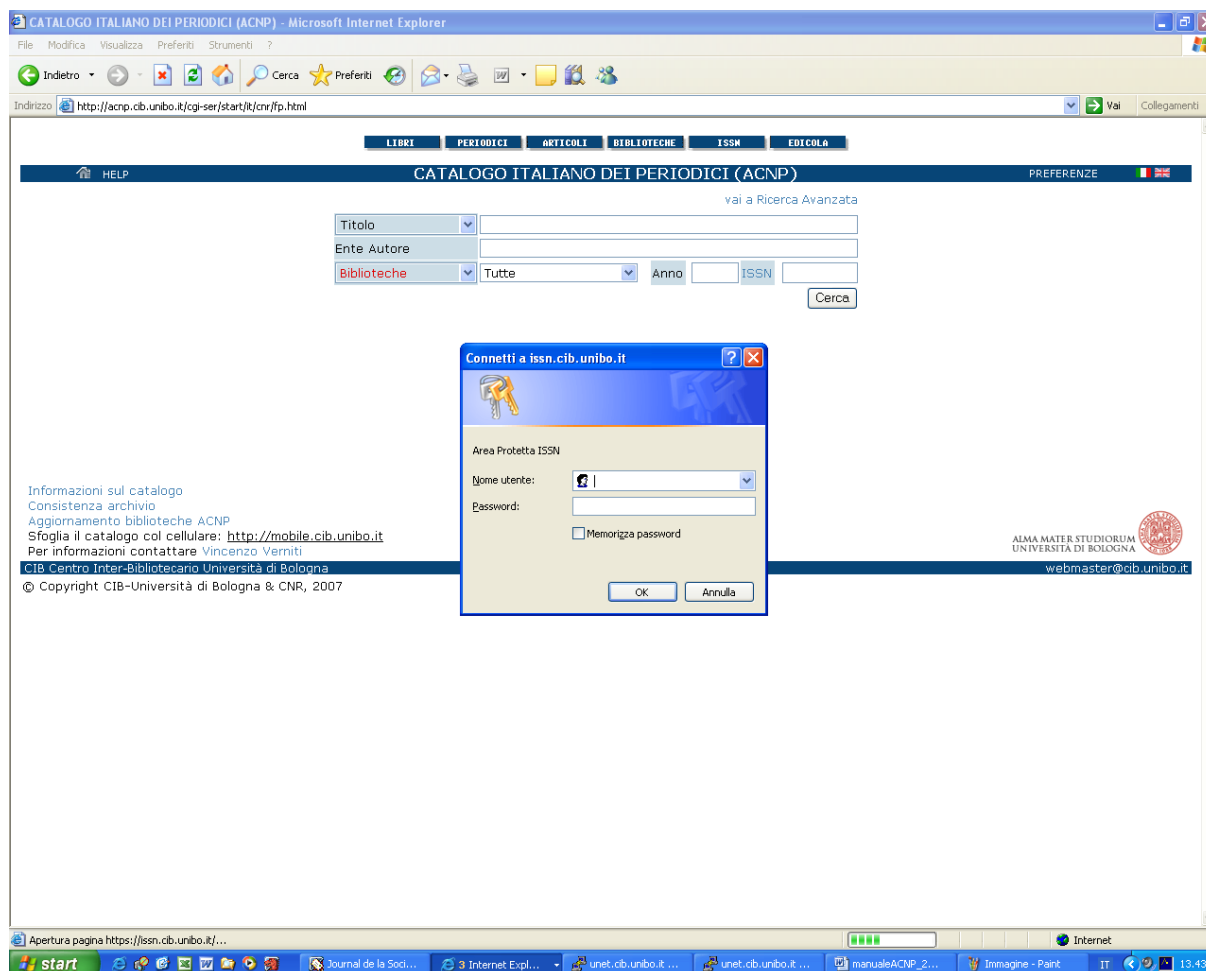 CATALOGO ITALIANO DEI PERIODICI (ACNP) - Microsoft Internet Explorer
File Modifica Visualizza Preferiti Strumenti ?
Indietro Cerca Preferiti
Indirizzo http://acnp.cib.unibo.it/cgi-ser/start/it/cnr/fp.html Vai Collegamenti
LIBRI PERIODICI ARTICOLI BIBLIOTECHE ISSN EDICOLA
HELP CATALOGO ITALIANO DEI PERIODICI (ACNP) PREFERENZE
vai a Ricerca Avanzata
Titolo
Ente Autore
Biblioteche Tutte Anno ISSN
Cerca
Connetti a issn.cib.unibo.it
Area Protetta ISSN
Nome utente:
Password:
Memorizza password
OK Annulla
Informazioni sul catalogo
Consistenza archivio
Aggiornamento biblioteche ACNP
Sfoglia il catalogo col cellulare: http://mobile.cib.unibo.it
Per informazioni contattare Vincenzo Verniti
ALMA MATER STUDIORUM
UNIVERSITÀ DI BOLOGNA
CIB Centro Inter-Bibliotecario Università di Bologna webmaster@cib.unibo.it
© Copyright CIB-Università di Bologna & CNR, 2007
Apertura pagina https://issn.cib.unibo.it/... Internet
start Journal de la Soci... 3 Internet Expl... unet.cib.unibo.it ... unet.cib.unibo.it ... manualeACNP_2... Immagine - Paint IT 13.43